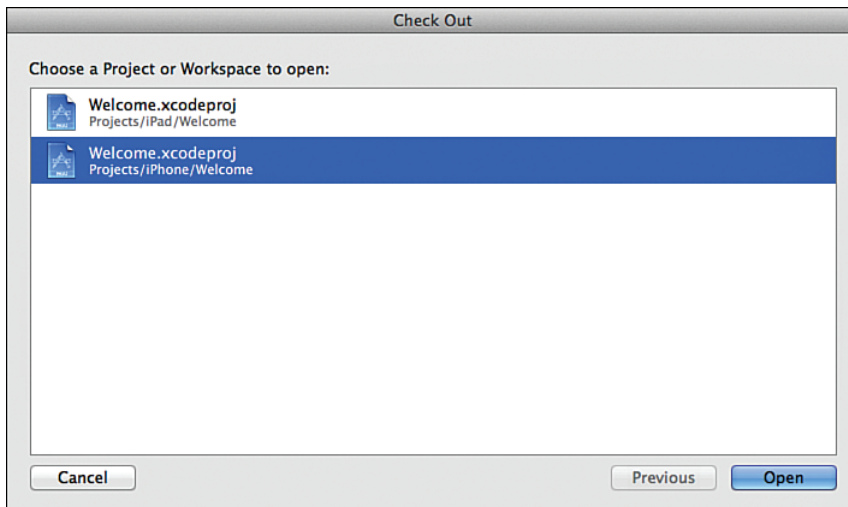 Check Out
Choose a Project or Workspace to open:
Welcome.xcodeproj
Projects/iPad/Welcome
Welcome.xcodeproj
Projects/iPhone/Welcome
Cancel
Previous
Open